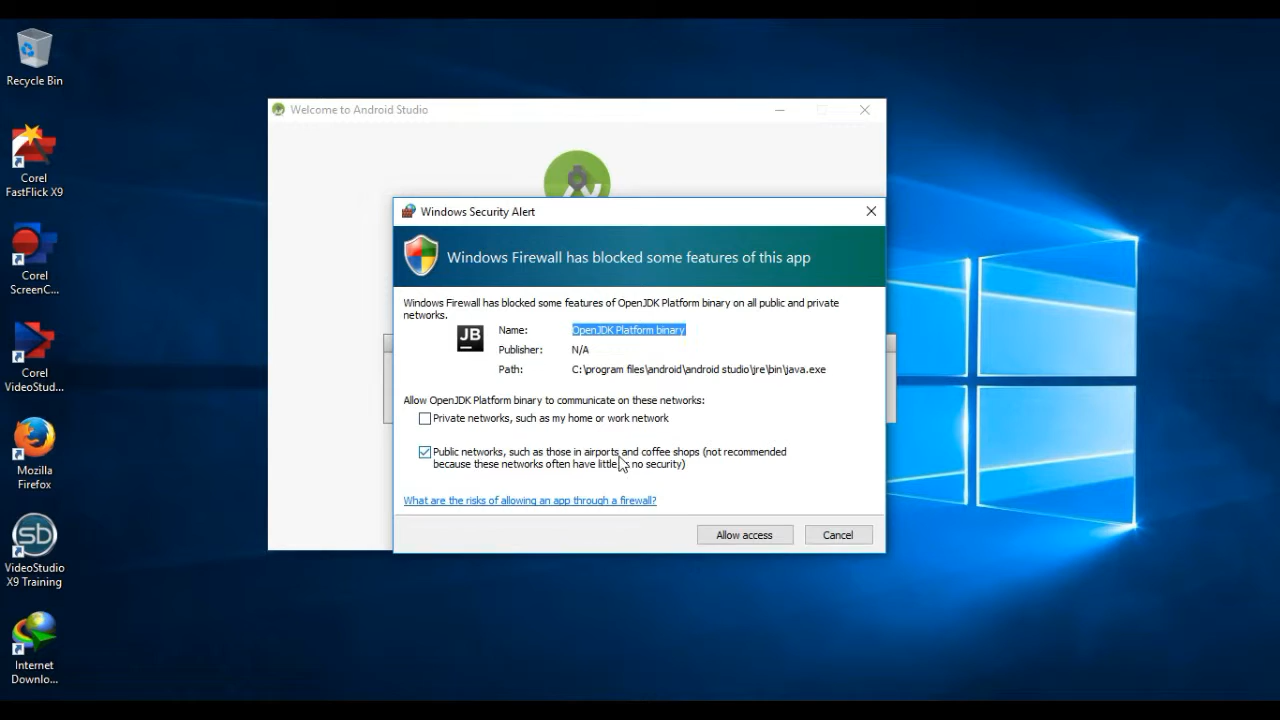 Recycle Bin
Corel
FastFlick X9
Corel
ScreenC...
Corel
VideoStud...
Mozilla
Firefox
SD
VideoStudio
X9 Training
Internet
Downlo...
Welcome to Android Studio
Windows Security Alert
Windows Firewall has blocked some features of this app
Windows Firewall has blocked some features of OpenJDK Platform binary on all public and private
networks.
JB
Name: OpenJDK Platform binary
Publisher: N/A
Path: C:\program files\android\android studio\jre\bin\java.exe
Allow OpenJDK Platform binary to communicate on these networks:
Private networks, such as my home or work network
Public networks, such as those in airports and coffee shops (not recommended
because these networks often have little no security)
What are the risks of allowing an app through a firewall?
Allow access Cancel